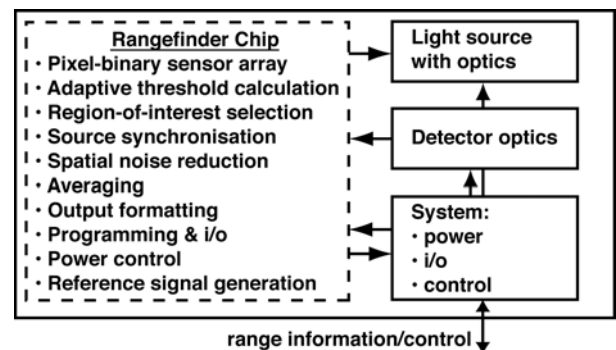 Rangefinder Chip
· Pixel-binary sensor array
· Adaptive threshold calculation
· Region-of-interest selection
· Source synchronisation
· Spatial noise reduction
· Averaging
· Output formatting
· Programming & i/o
· Power control
· Reference signal generation
Light source
with optics
Detector optics
System:
· power
· i/o
· control
range information/control